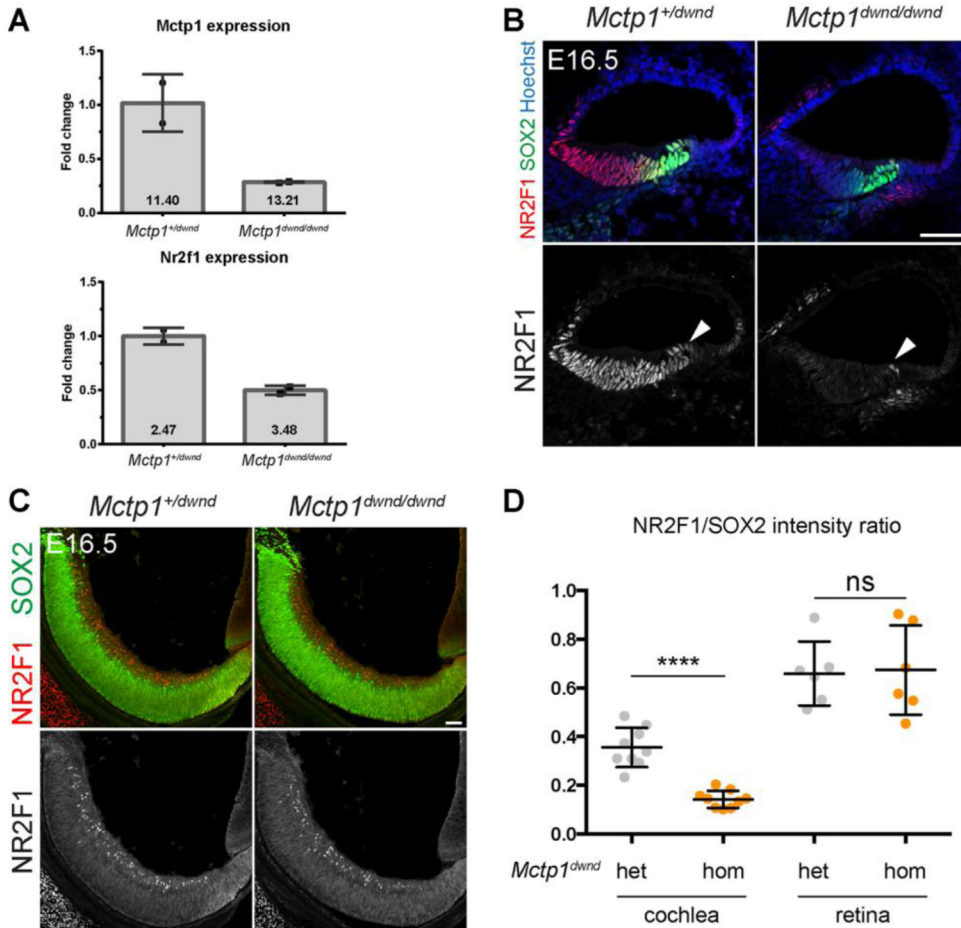 A
Mctp1 expression
Fold change
1.5
1.0
0.5
0.0
11.40
13.21
Mctp1+/dwnd
Mctp1dwnd/dwnd
Nr2f1 expression
Fold change
1.5
1.0
0.5
0.0
2.47
3.48
Mctp1+/dwnd
Mctp1dwnd/dwnd
B
Mctp1+/dwnd
Mctp1dwnd/dwnd
NR2F1 SOX2 Hoechst
E16.5
NR2F1
C
Mctp1+/dwnd
Mctp1dwnd/dwnd
NR2F1 SOX2
E16.5
NR2F1
D
NR2F1/SOX2 intensity ratio
1.0
0.8
0.6
0.4
0.2
0.0
****
ns
Mctp1dwnd
het
hom
het
hom
cochlea
retina